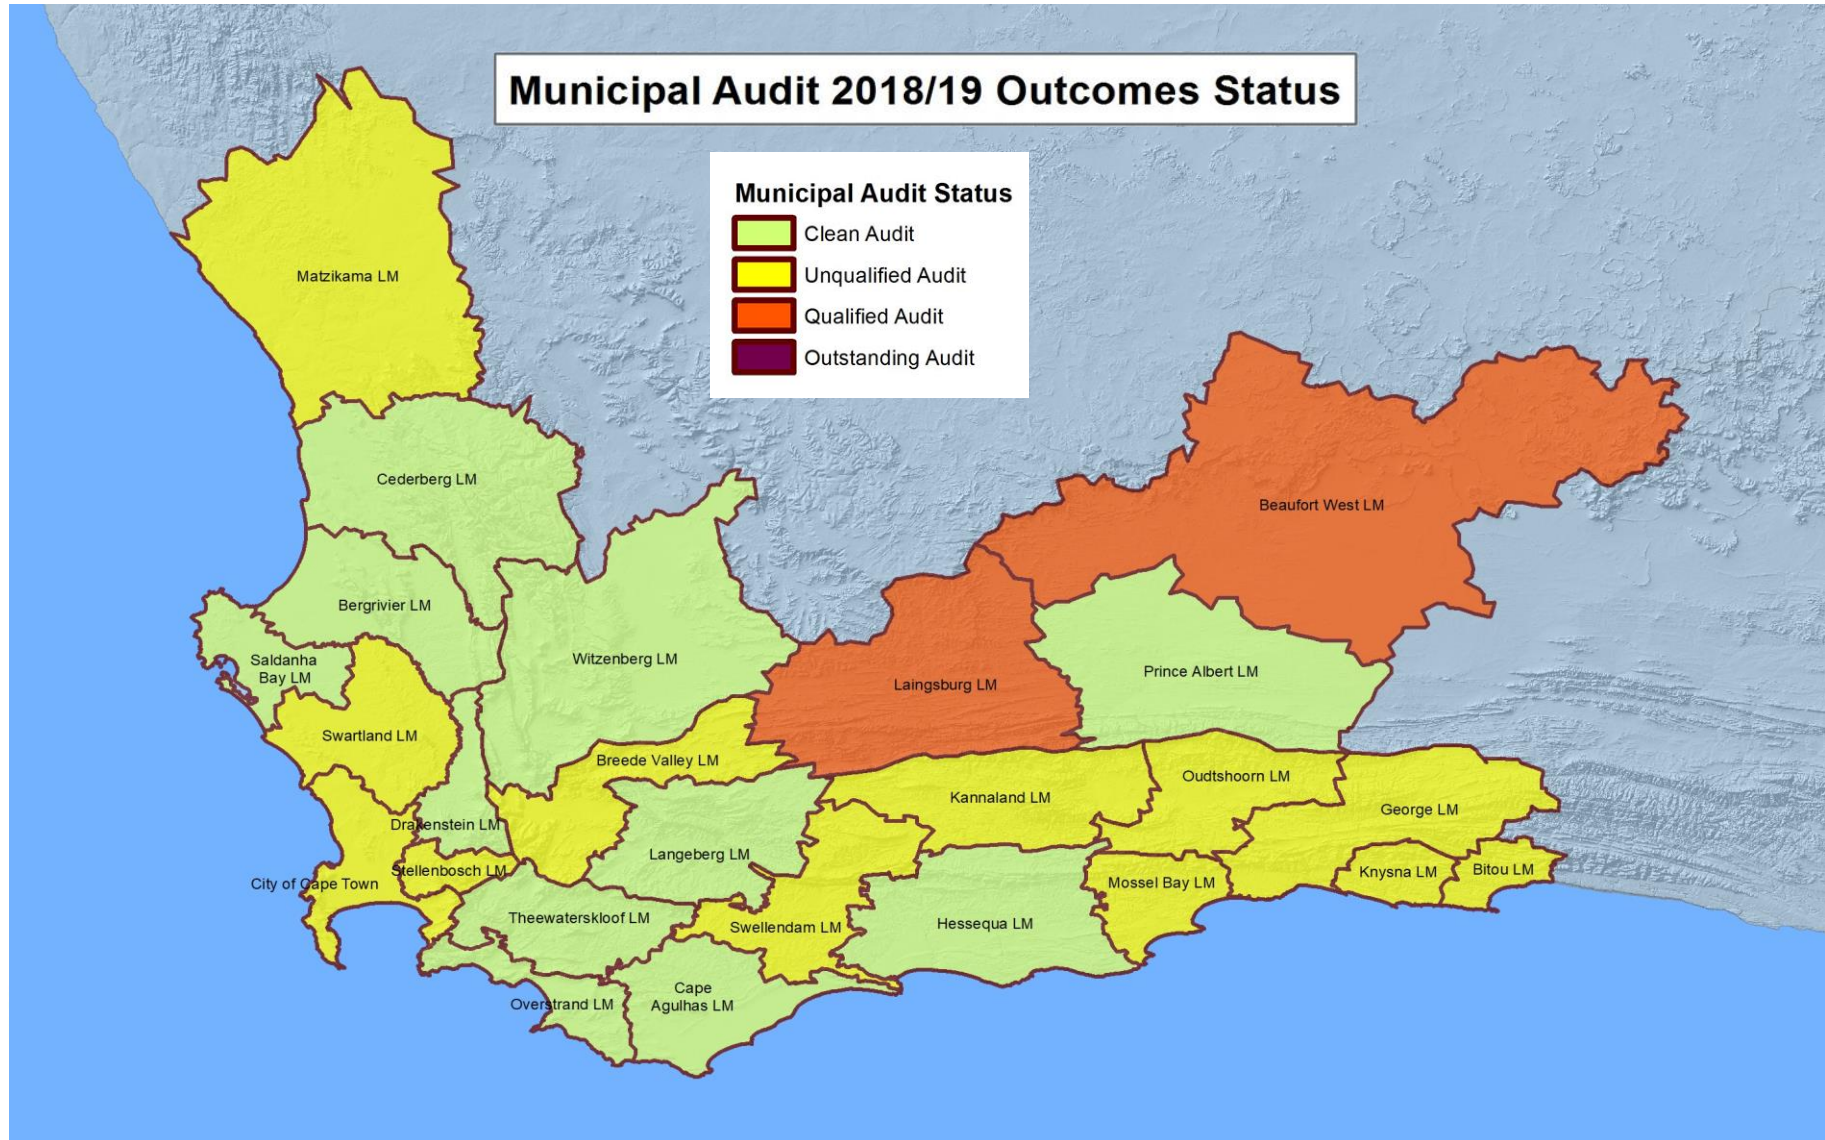 Municipal Audit 2018/19 Outcomes Status
Municipal Audit Status
Clean Audit
Unqualified Audit
Qualified Audit
Outstanding Audit
Matzikama LM
Cederberg LM
Beaufort West LM
Bergrivier LM
Witzenberg LM
Saldanha
Bay LM
Laingsburg LM
Prince Albert LM
Swartland LM
Breede Valley LM
Oudtshoorn LM
Kannaland LM
George LM
Drakenstein LM
Langeberg LM
Stellenbosch LM
City of Cape Town
Mossel Bay LM
Knysna LM
Bitou LM
Theewaterskloof LM
Swellendam LM
Hessequa LM
Overstrand LM
Cape
Agulhas LM